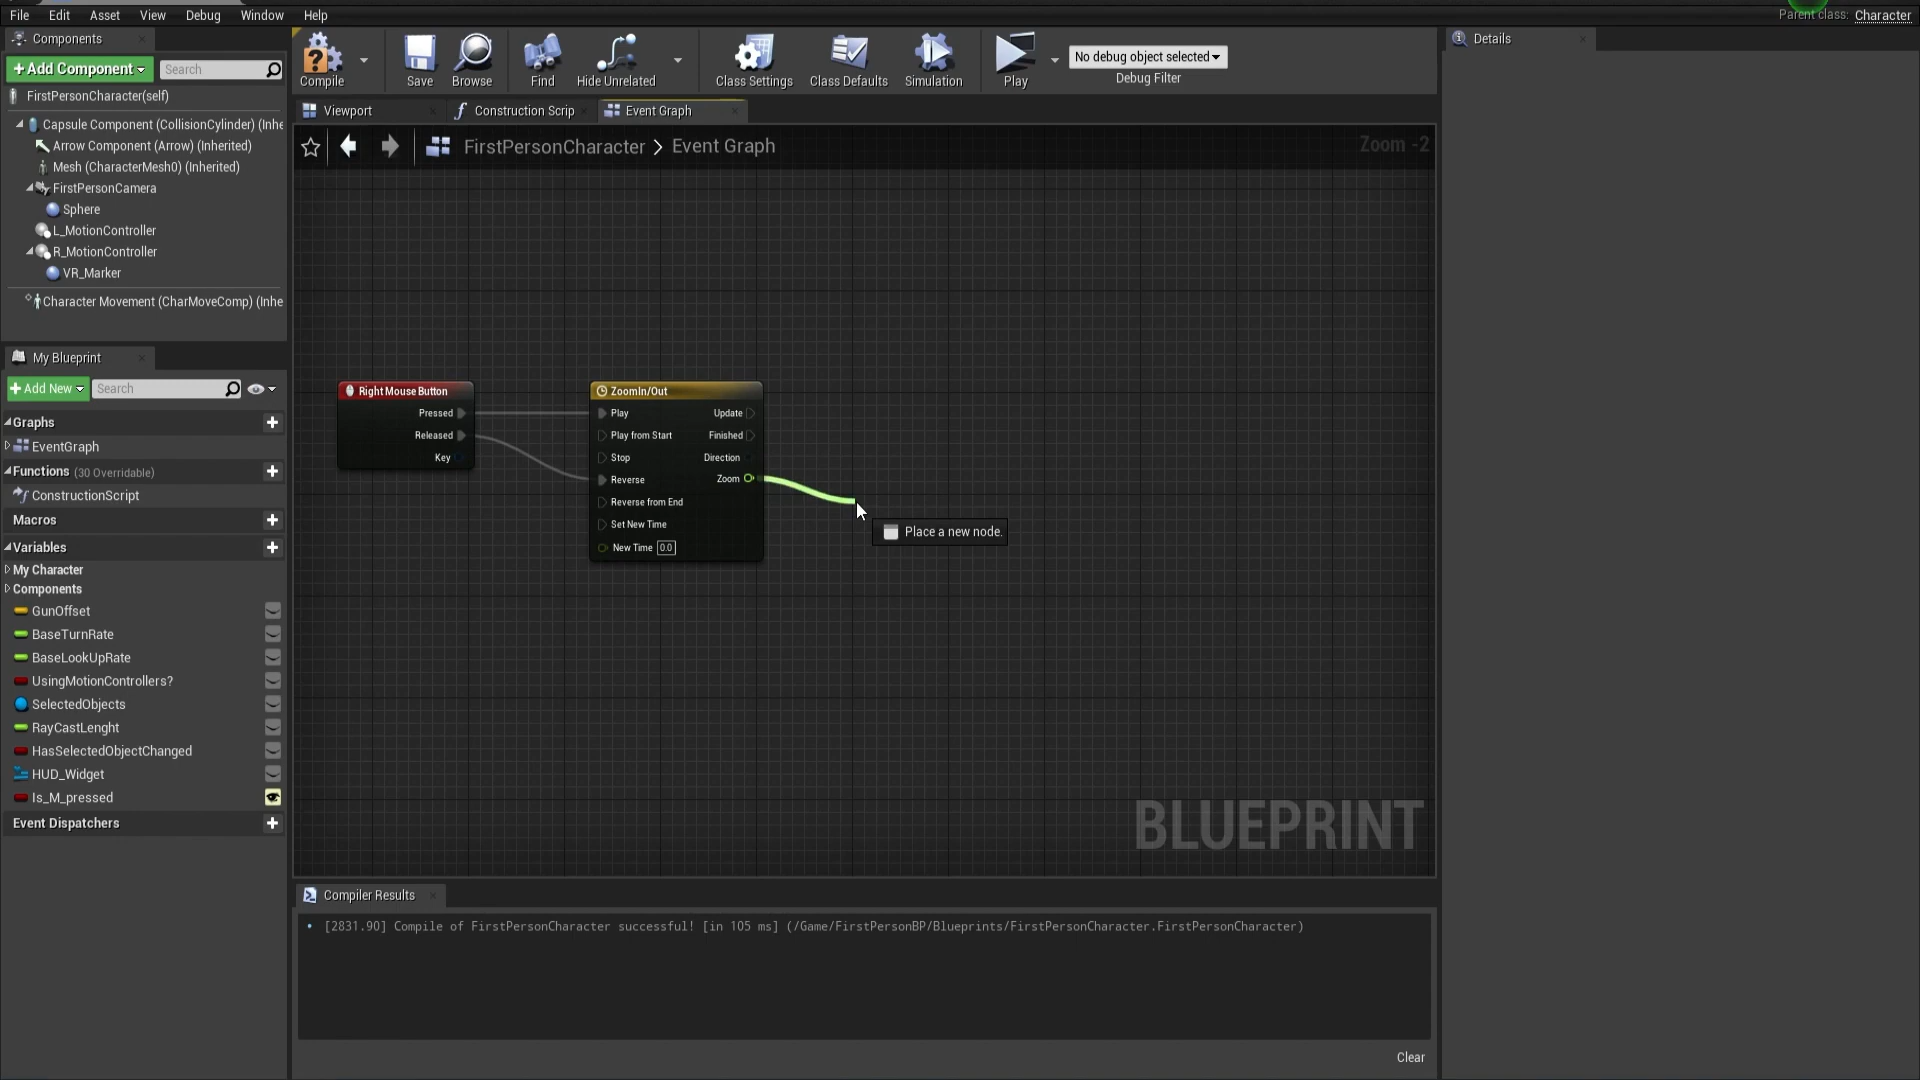 File Edit Asset View Debug Window Help
Parent class: Character
Components
+ Add Component
Search
FirstPersonCharacter(self)
Capsule Component (CollisionCylinder) (Inhe
Arrow Component (Arrow) (Inherited)
Mesh (CharacterMesh0) (Inherited)
FirstPersonCamera
Sphere
L_MotionController
R_MotionController
VR_Marker
Character Movement (CharMoveComp) (Inhe
My Blueprint
+ Add New
Search
Graphs
EventGraph
Functions (30 Overridable)
ConstructionScript
Macros
Variables
My Character
Components
GunOffset
BaseTurnRate
BaseLookUpRate
UsingMotionControllers?
SelectedObjects
RayCastLenght
HasSelectedObjectChanged
HUD_Widget
Is_M_pressed
Event Dispatchers
Compile
Save
Browse
Find
Hide Unrelated
Class Settings
Class Defaults
Simulation
Play
No debug object selected
Debug Filter
Viewport
Construction Scrip
Event Graph
FirstPersonCharacter > Event Graph
Zoom -2
Right Mouse Button
Pressed
Released
Key
ZoomIn/Out
Play Update
Play from Start Finished
Stop Direction
Reverse Zoom
Reverse from End
Set New Time
New Time 0.0
Place a new node.
BLUEPRINT
Compiler Results
[2831.90] Compile of FirstPersonCharacter successful! [in 105 ms] (/Game/FirstPersonBP/Blueprints/FirstPersonCharacter.FirstPersonCharacter)
Clear
Details